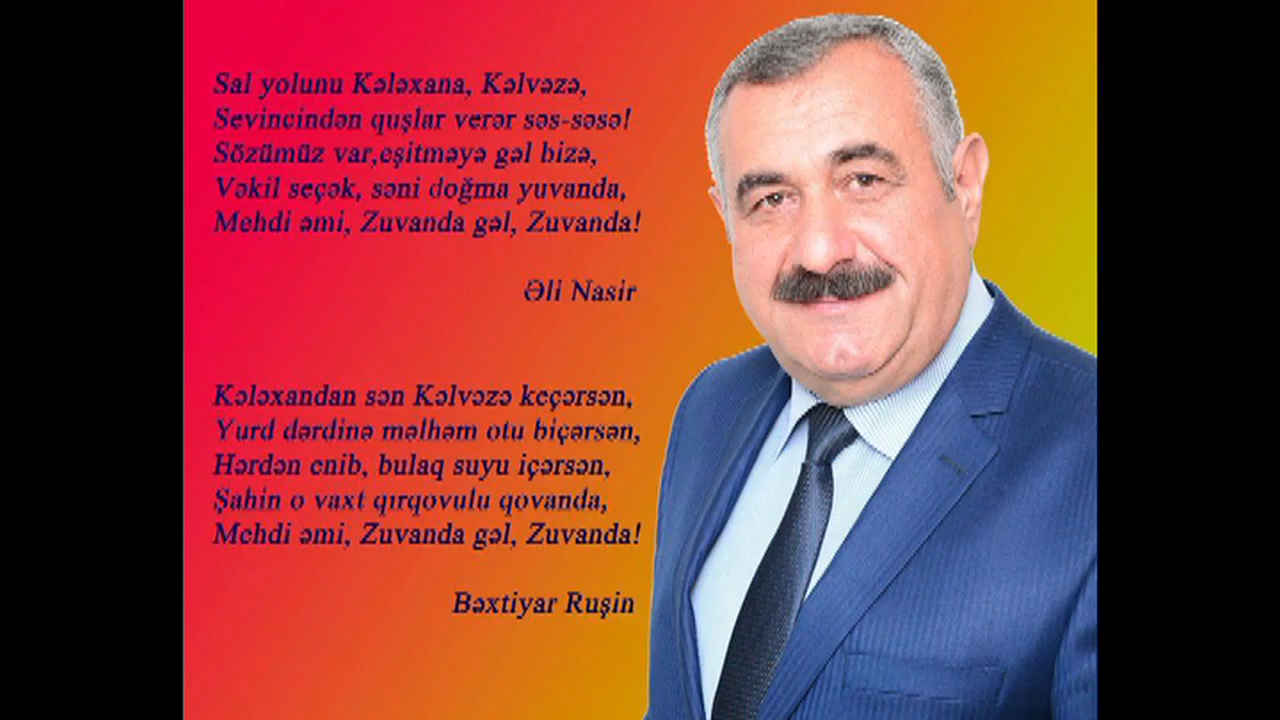 Sal yolunu Kələxana, Kəlvəzə,
Sevincindən quşlar verər səs-səsə!
Sözümüz var,eşitməyə gəl bizə,
Vəkil seçək, səni doğma yuvanda,
Mehdi əmi, Zuvanda gəl, Zuvanda!
Əli Nasir
Kələxandan sən Kəlvəzə keçərsən,
Yurd dərdinə məlhəm otu biçərsən,
Hərdən enib, bulaq suyu içərsən,
Şahin o vaxt qırqovulu qovanda,
Mehdi əmi, Zuvanda gəl, Zuvanda!
Bəxtiyar Ruşin